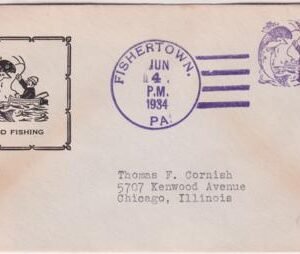 FISHERTOWN.
JUN
4
P.M.
1934
PA.
D FISHING
Thomas F. Cornish
5707 Kenwood Avenue
Chicago, Illinois